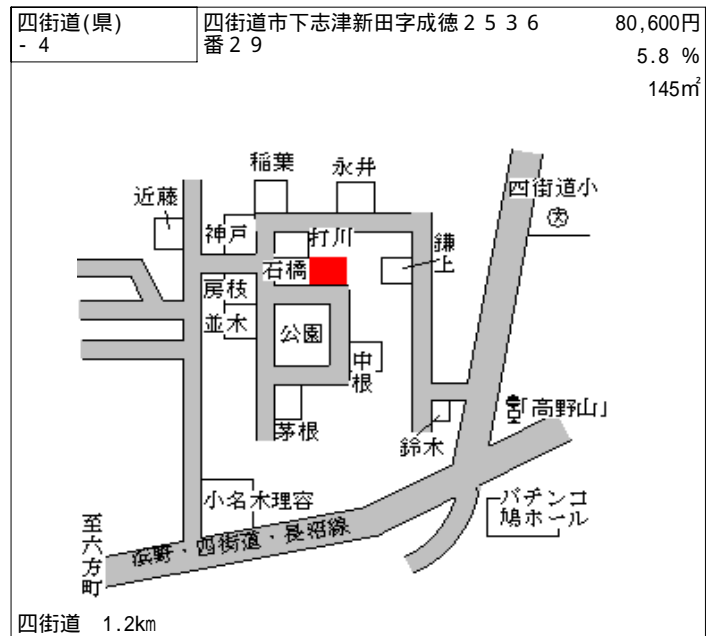 四街道(県)
- 4
四街道市下志津新田字成徳２５３６
番２９
80,600円
5.8 %
145㎡
稲葉
永井
近藤
四街道小
神戸
打川
鎌上
石橋
房枝
並木
公園
中根
「高野山」
茅根
鈴木
小名木理容
パチンコ
鳩ホール
至六方町
浜野・四街道・長沼線
四街道 1.2km